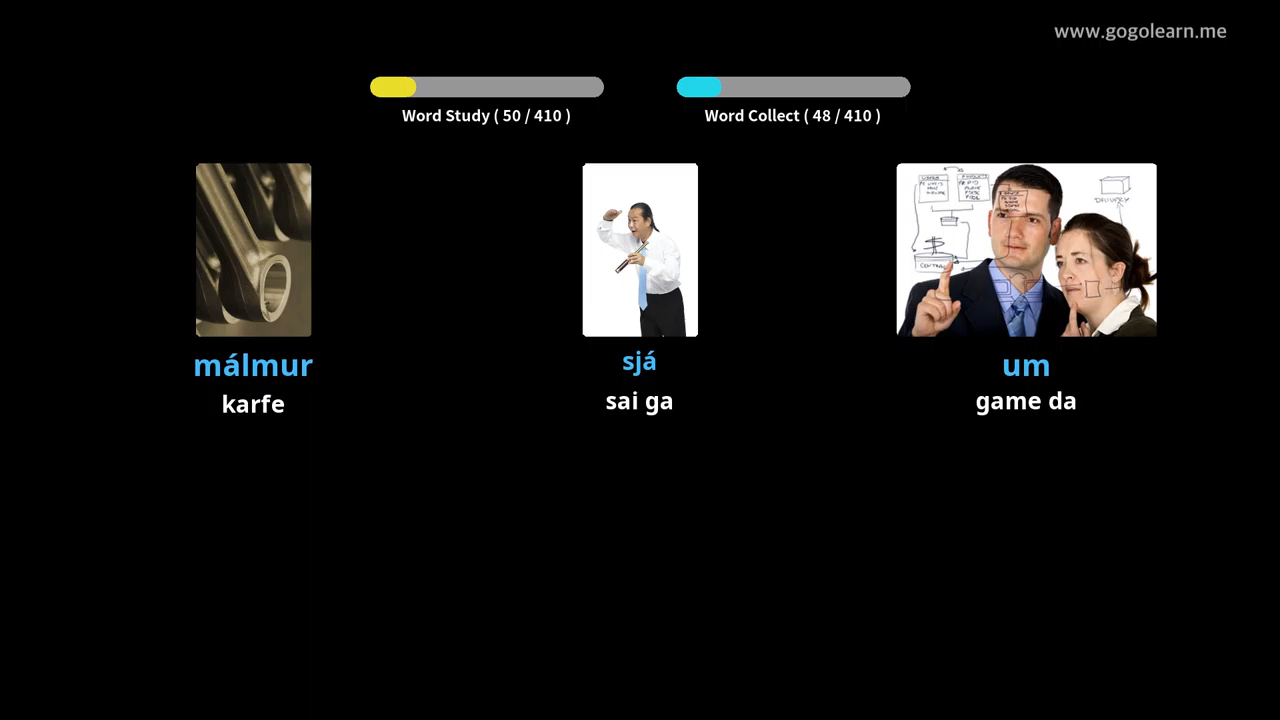 www.gogolearn.me
Word Study ( 50 / 410 )
Word Collect ( 48 / 410 )
málmur
sjá
um
karfe
sai ga
game da